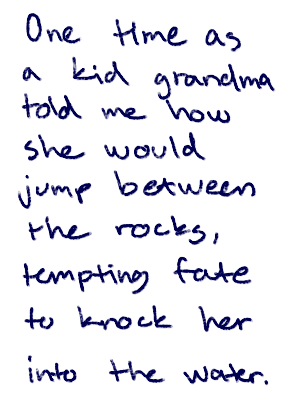 One time as
a kid grandma
told me how
she would
jump between
the rocks,
tempting fate
to knock her
into the water.